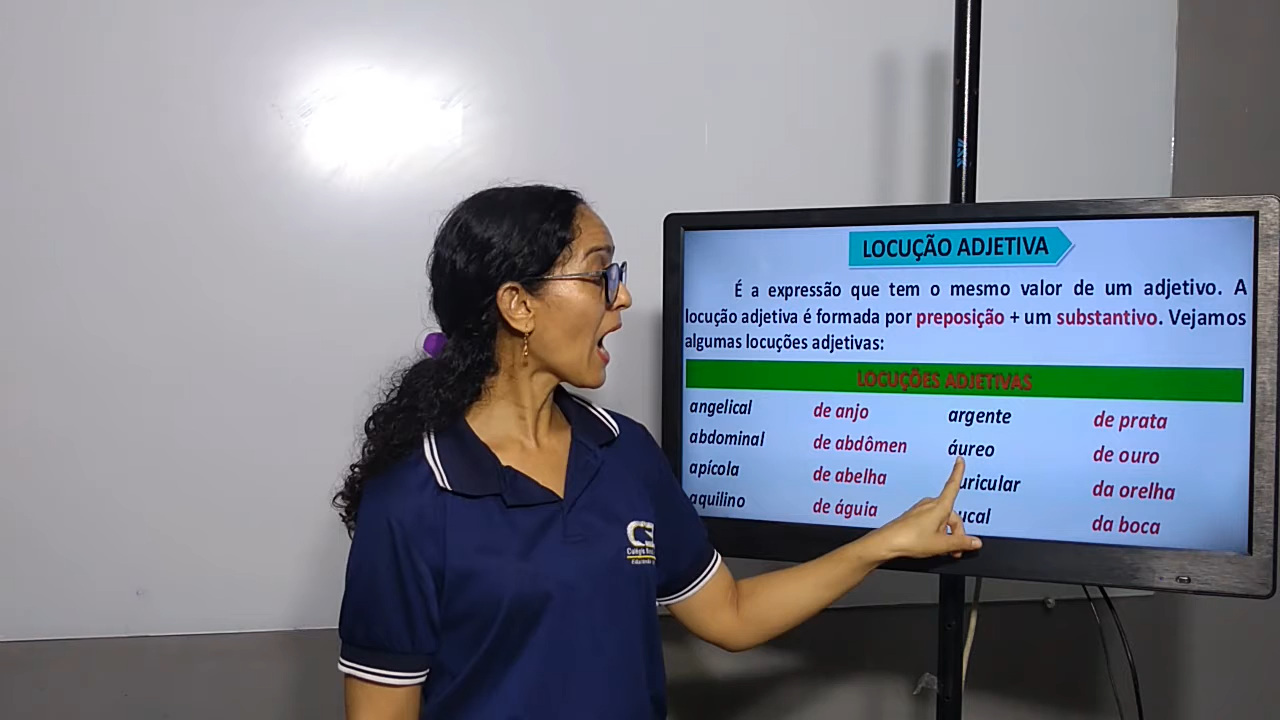 LOCUÇÃO ADJETIVA
É a expressão que tem o mesmo valor de um adjetivo. A
locução adjetiva é formada por preposição + um substantivo. Vejamos
algumas locuções adjetivas:
LOCUÇÕES ADJETIVAS
angelical de anjo argente de prata
abdominal de abdômen áureo de ouro
apícola de abelha da orelha
aquilino de águia da boca